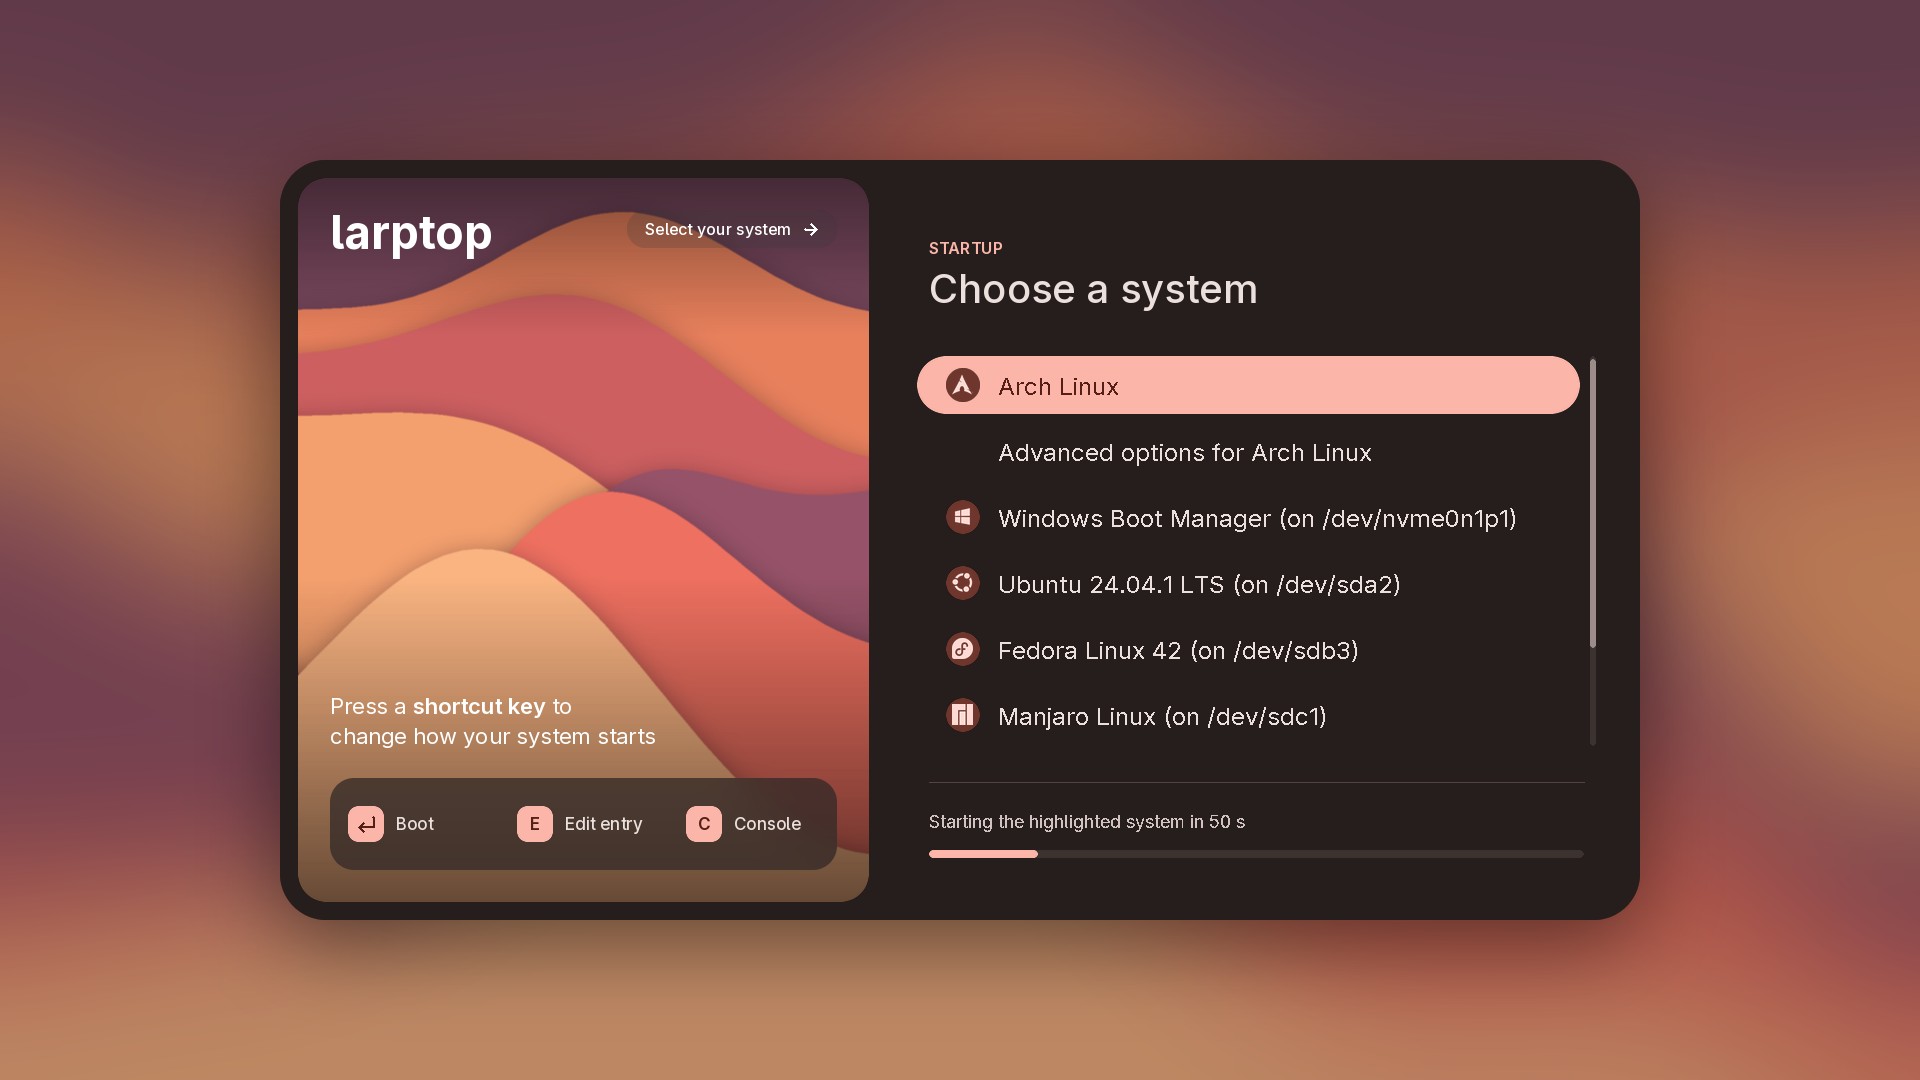 larptop
Select your system →
Press a shortcut key to
change how your system starts
Boot
E Edit entry
C Console
STARTUP
Choose a system
Arch Linux
Advanced options for Arch Linux
Windows Boot Manager (on /dev/nvme0n1p1)
Ubuntu 24.04.1 LTS (on /dev/sda2)
Fedora Linux 42 (on /dev/sdb3)
Manjaro Linux (on /dev/sdc1)
Starting the highlighted system in 50 s